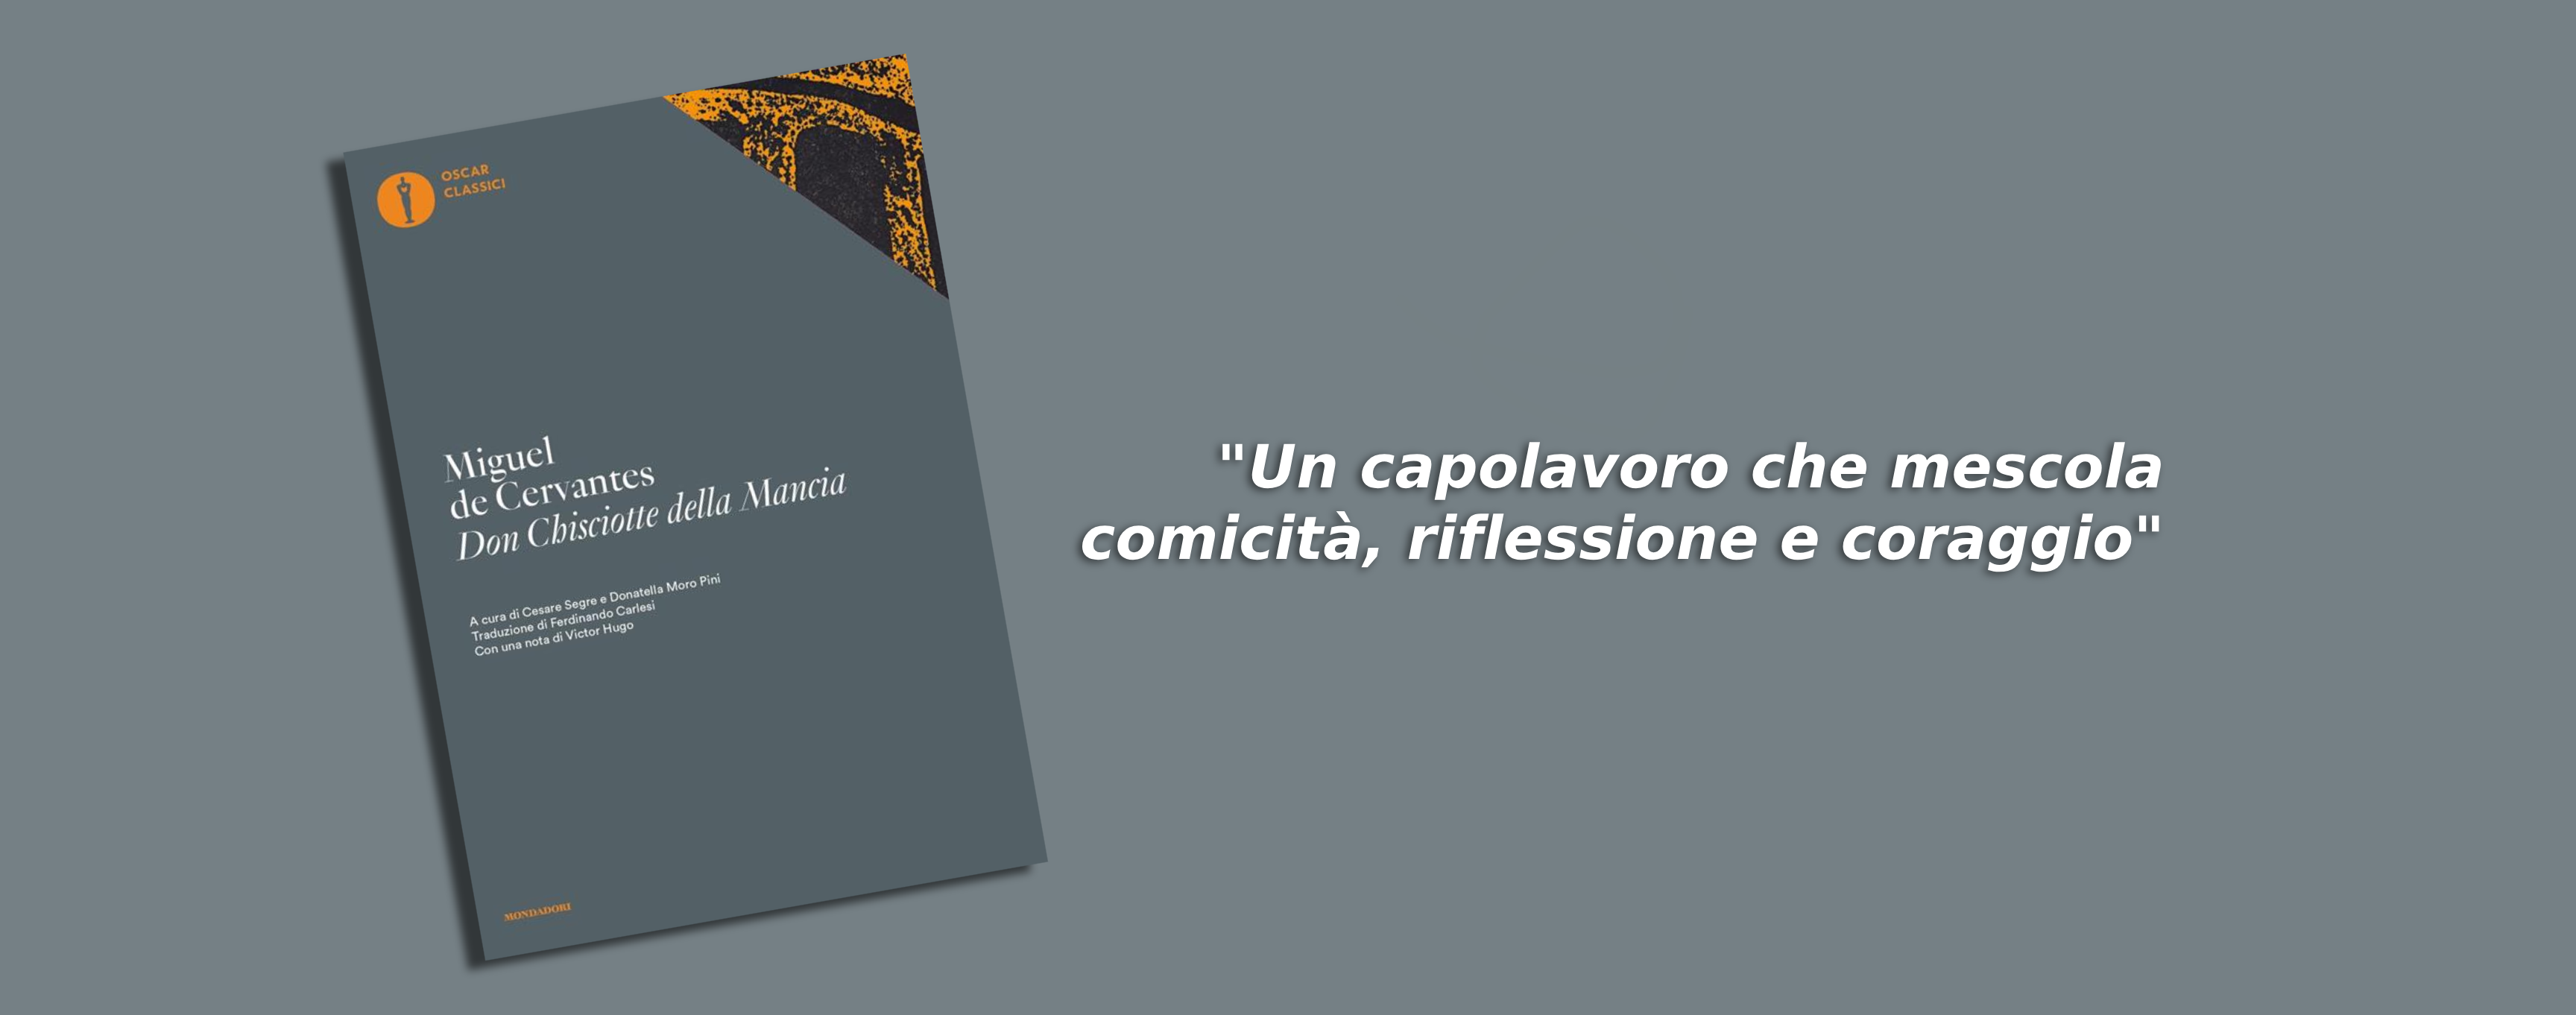 OSCAR
CLASSICI
Miguel
de Cervantes
Don Chisciotte della Mancia
A cura di Cesare Segre e Donatella Moro Pini
Traduzione di Ferdinando Carlesi
Con una nota di Victor Hugo
MONDADORI
"Un capolavoro che mescola
comicità, riflessione e coraggio"